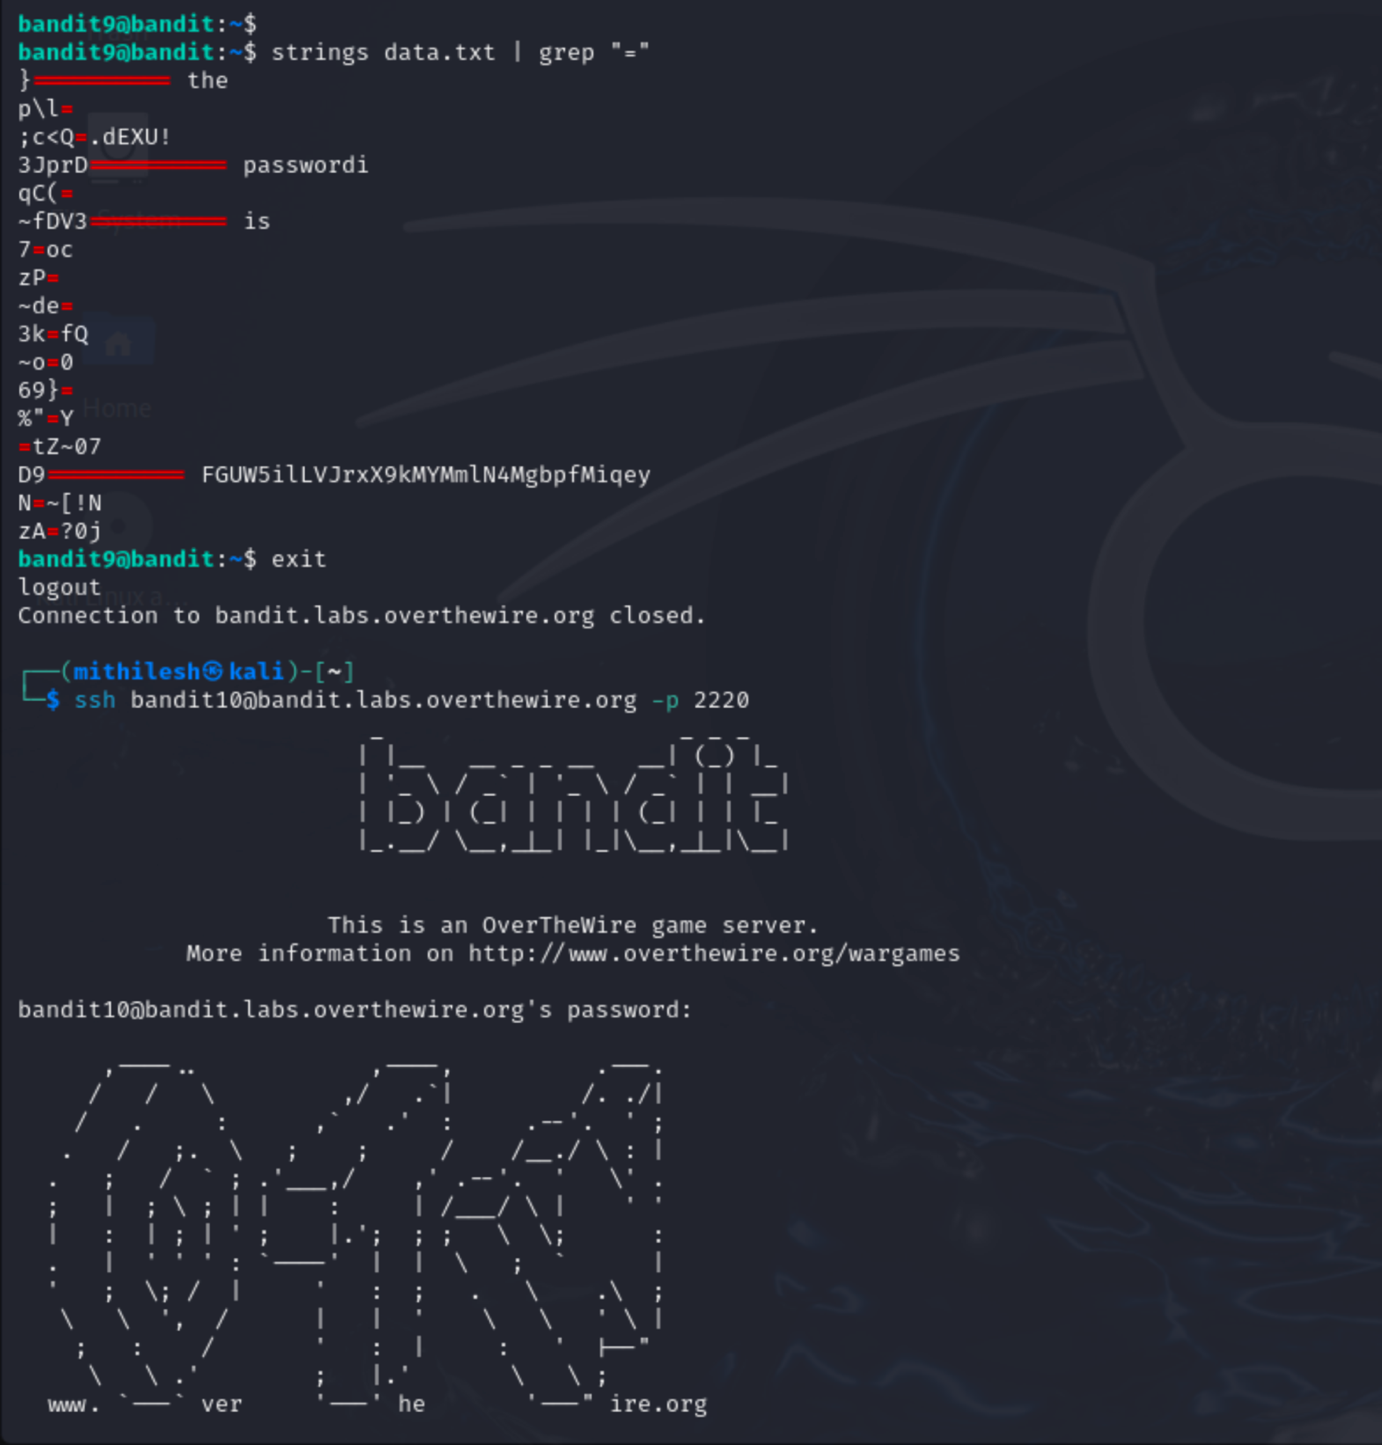 bandit9@bandit:~$
bandit9@bandit:~$ strings data.txt | grep "="
}========== the
p\l=
;c<Q=.dEXU!
3JprD========== passwordi
qC(=
~fDV3========== is
7=oc
zP=
~de=
3k=fQ
~o=0
69}=
%"=Y
=tZ~07
D9========== FGUW5ilLVJrxX9kMYMmlN4MgbpfMiqey
N=~[!N
zA=?0j
bandit9@bandit:~$ exit
logout
Connection to bandit.labs.overthewire.org closed.
┌──(mithilesh㉿kali)-[~]
└─$ ssh bandit10@bandit.labs.overthewire.org -p 2220
bandit
This is an OverTheWire game server.
More information on http://www.overthewire.org/wargames
bandit10@bandit.labs.overthewire.org's password:
www. ver he ire.org